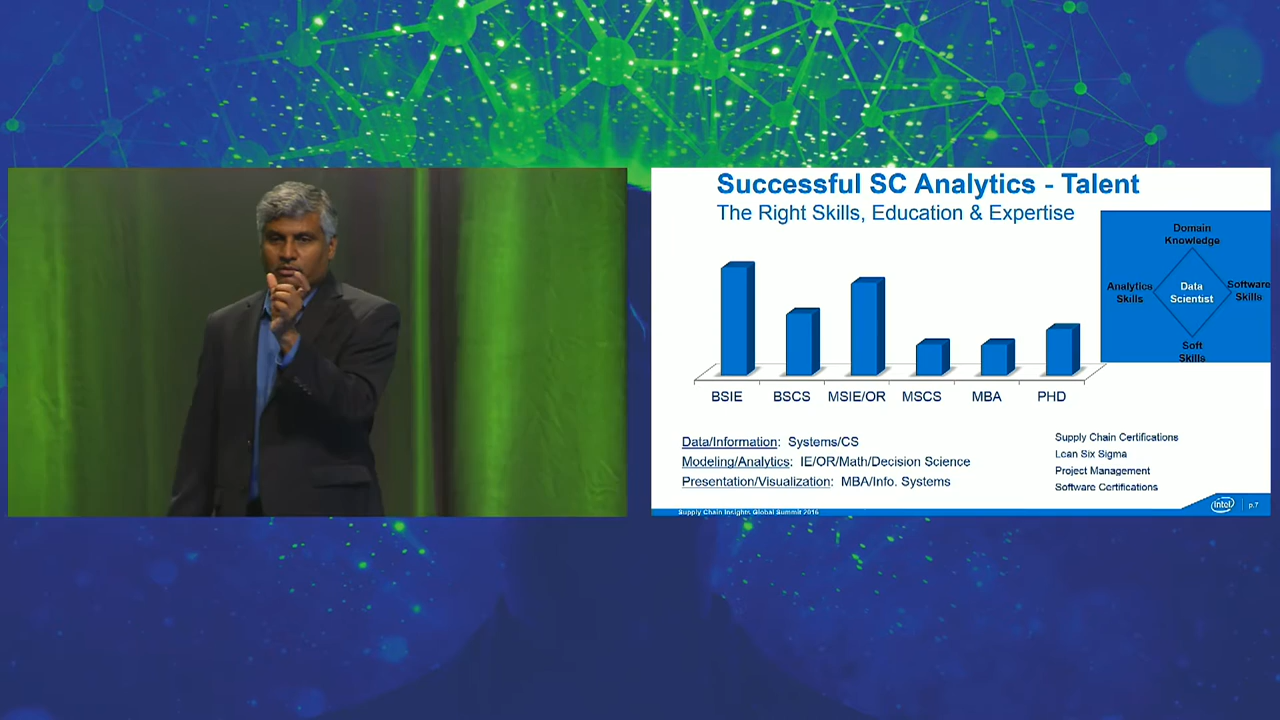 Successful SC Analytics - Talent
The Right Skills, Education & Expertise
Domain
Knowledge
Analytics
Skills
Data
Scientist
Software
Skills
Soft
Skills
BSIE
BSCS
MSIE/OR
MSCS
MBA
PHD
Data/Information: Systems/CS
Modeling/Analytics: IE/OR/Math/Decision Science
Presentation/Visualization: MBA/Info. Systems
Supply Chain Certifications
Lean Six Sigma
Project Management
Software Certifications
Supply Chain Insights Global Summit 2016
intel
p.7